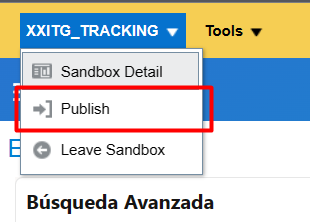 XXITG_TRACKING Tools
Sandbox Detail
Publish
Leave Sandbox
Búsqueda Avanzada